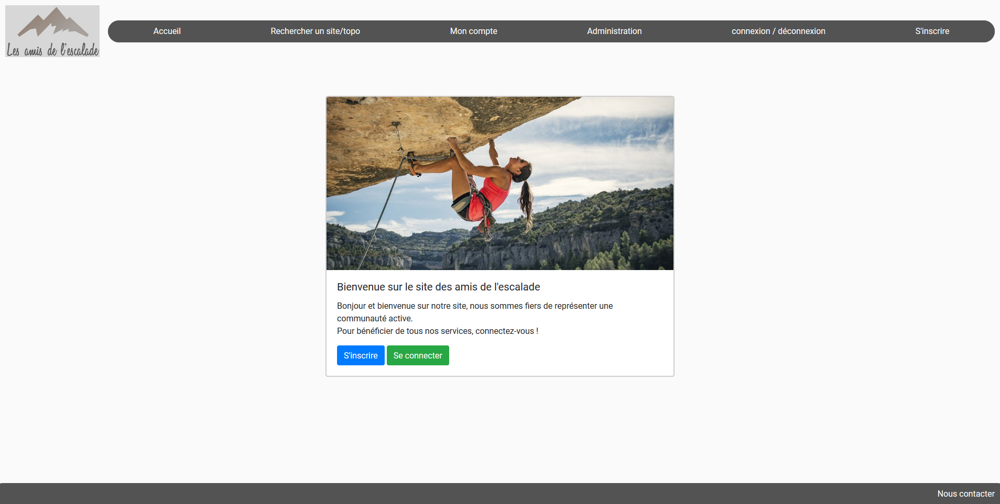 Les amis de l'escalade
Accueil
Rechercher un site/topo
Mon compte
Administration
connexion / déconnexion
S'inscrire
Bienvenue sur le site des amis de l'escalade
Bonjour et bienvenue sur notre site, nous sommes fiers de représenter une
communauté active.
Pour bénéficier de tous nos services, connectez-vous !
S'inscrire
Se connecter
Nous contacter